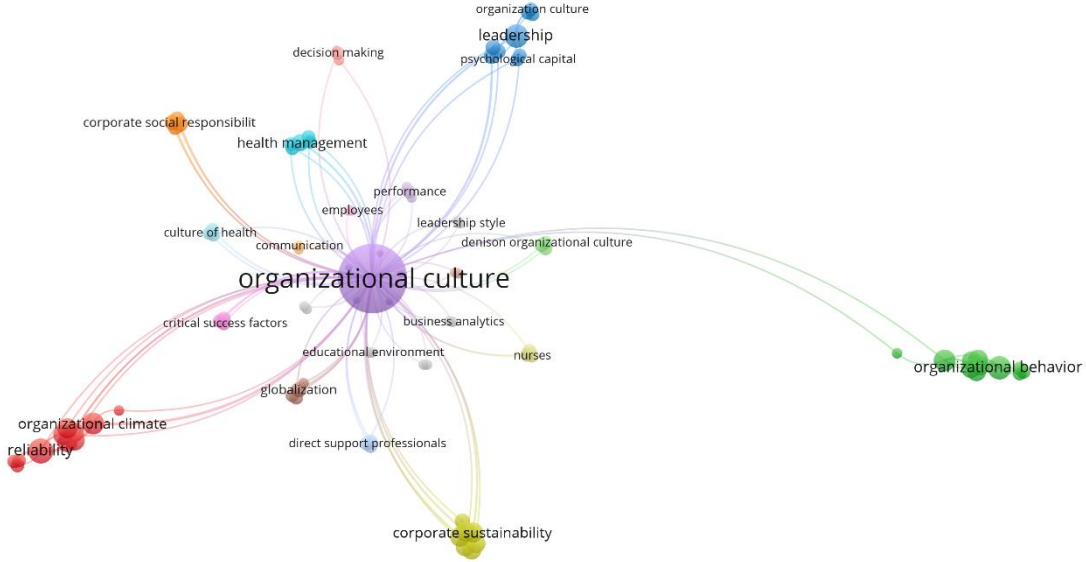 organization culture
leadership
decision making
psychological capital
corporate social responsibilit
health management
performance
employees
leadership style
culture of health
communication
denison organizational culture
organizational culture
critical success factors
business analytics
educational environment
nurses
organizational behavior
globalization
organizational climate
direct support professionals
reliability
corporate sustainability